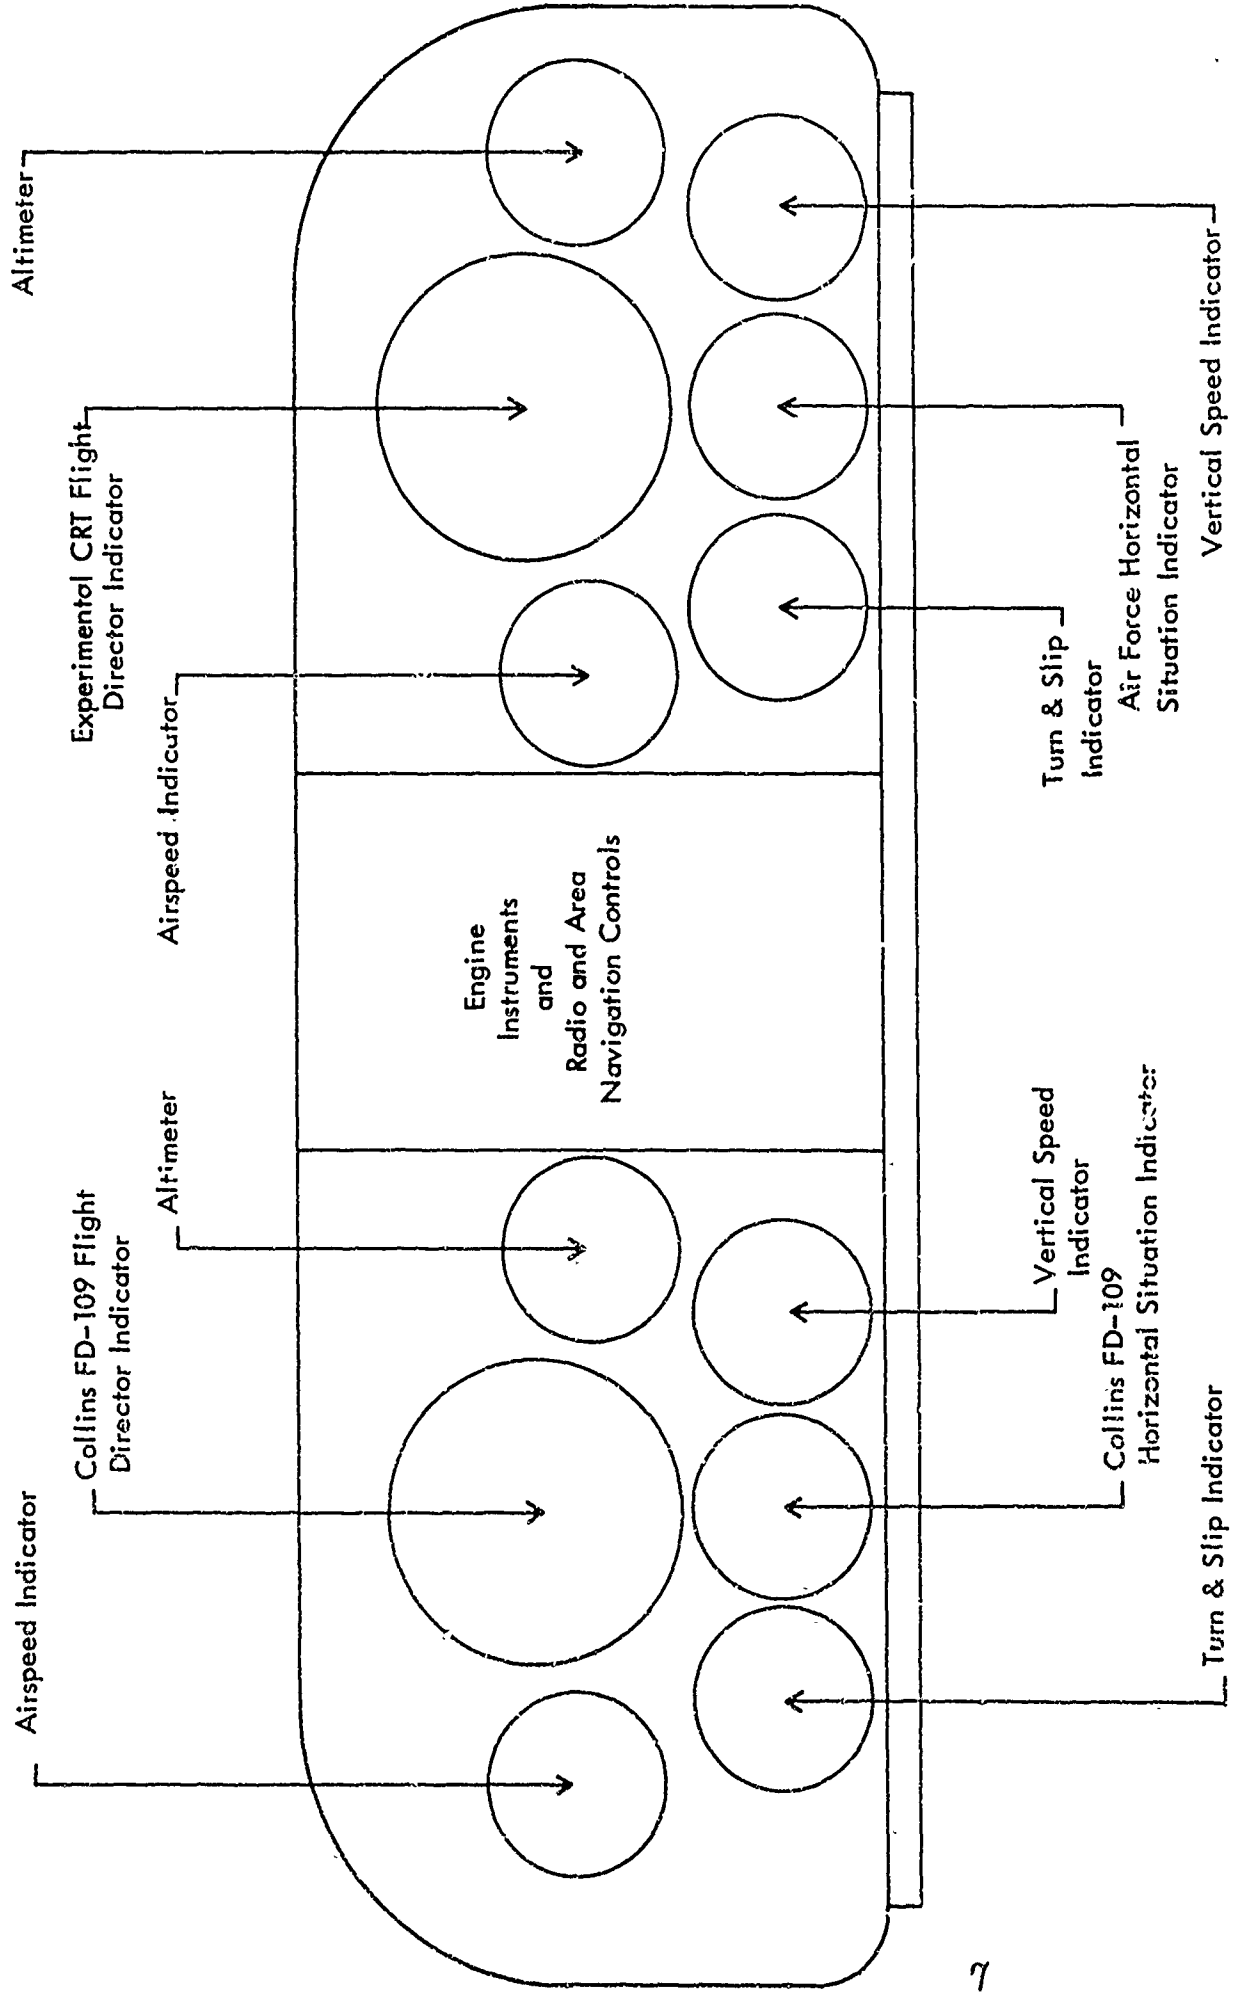 Airspeed Indicator
Collins FD-109 Flight
Director Indicator
Altimeter
Airspeed Indicator
Experimental CRT Flight
Director Indicator
Altimeter
Engine
Instruments
and
Radio and Area
Navigation Controls
Turn & Slip Indicator
Collins FD-109
Horizontal Situation Indicator
Vertical Speed
Indicator
Turn & Slip
Indicator
Air Force Horizontal
Situation Indicator
Vertical Speed Indicator
7